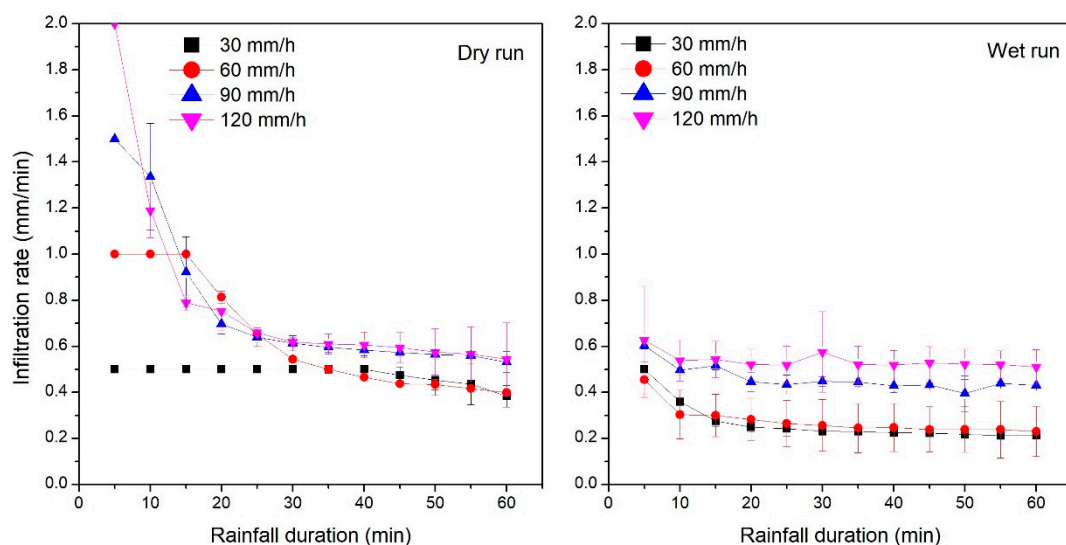 Infiltration rate (mm/min)
2.0
1.8
1.6
1.4
1.2
1.0
0.8
0.6
0.4
0.2
0.0
30 mm/h
60 mm/h
90 mm/h
120 mm/h
Dry run
0 10 20 30 40 50 60
Rainfall duration (min)
2.0
1.8
1.6
1.4
1.2
1.0
0.8
0.6
0.4
0.2
0.0
30 mm/h
60 mm/h
90 mm/h
120 mm/h
Wet run
0 10 20 30 40 50 60
Rainfall duration (min)